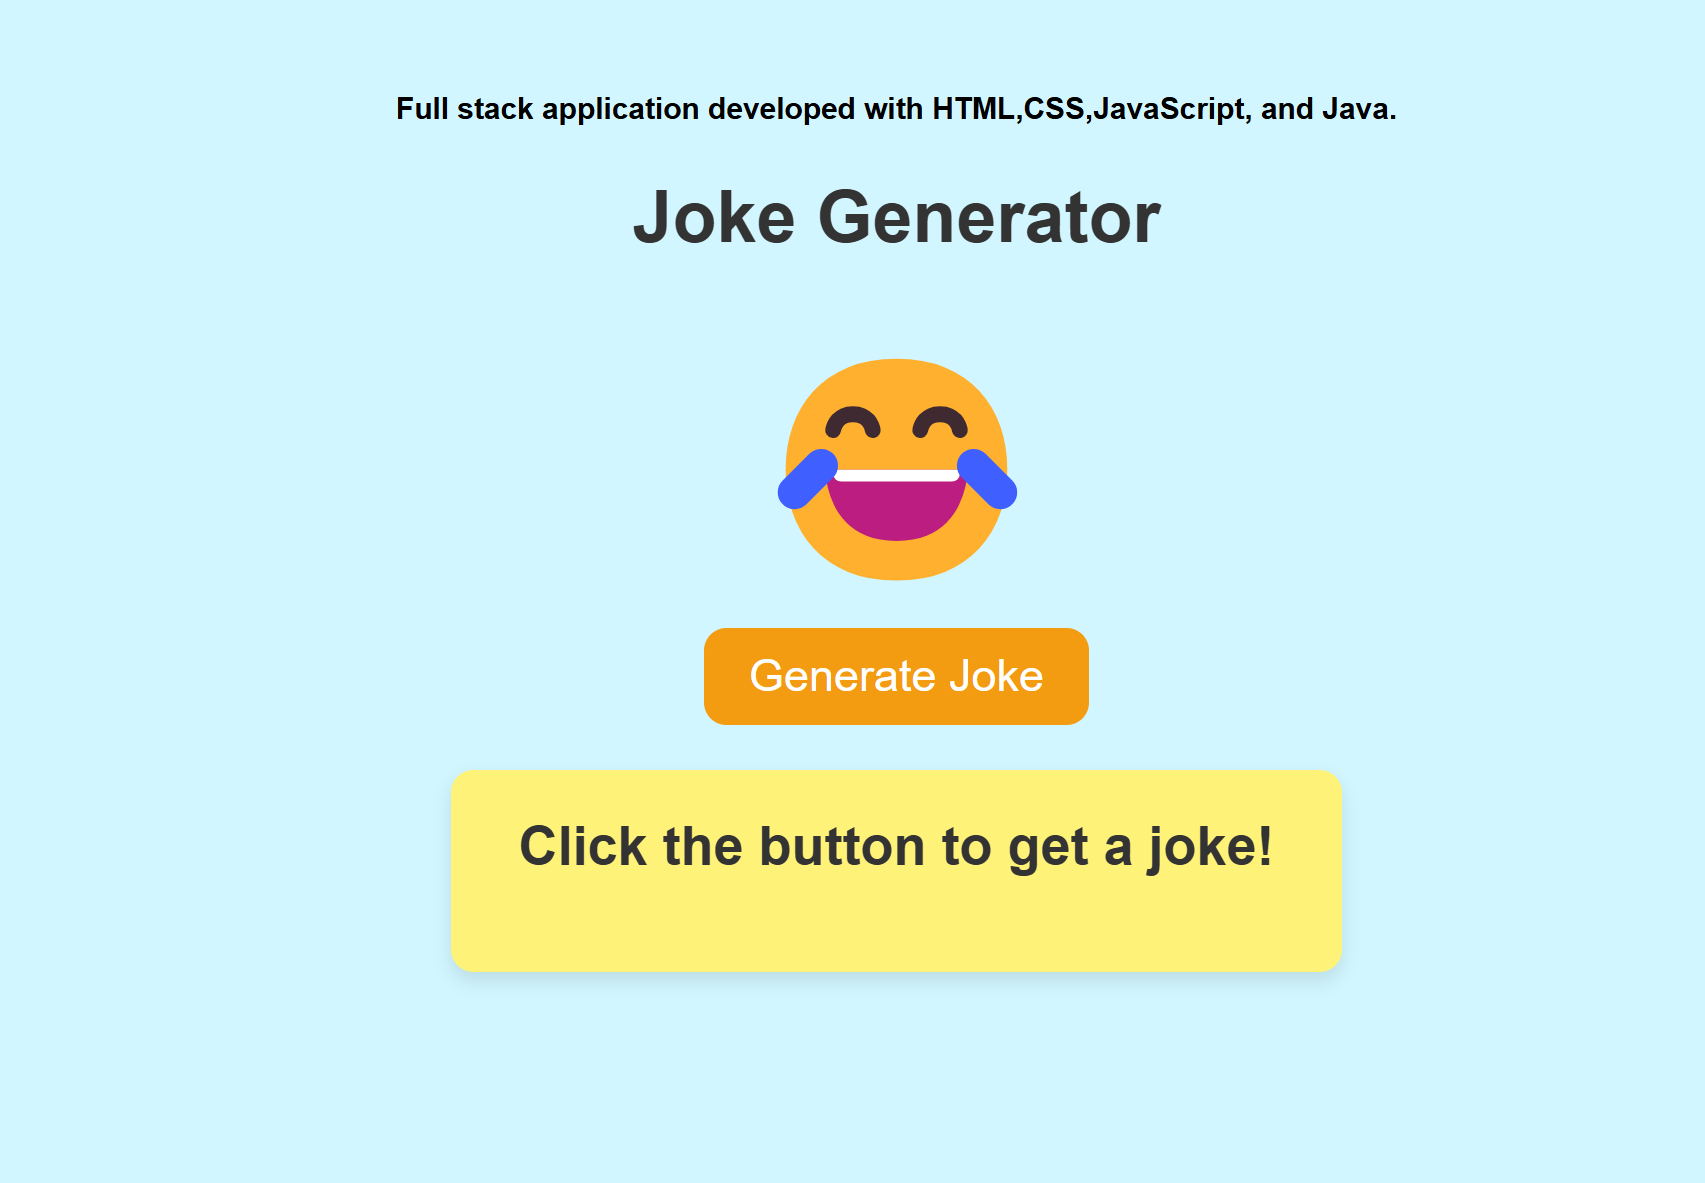 Full stack application developed with HTML,CSS,JavaScript, and Java.
Joke Generator
Generate Joke
Click the button to get a joke!